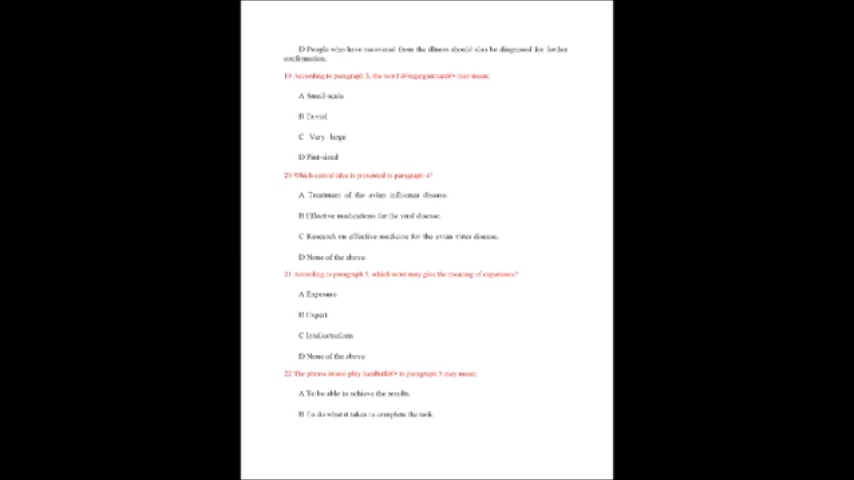 D People who have recovered from the illness should also be diagnosed for further
confirmation.
19 According to paragraph 3, the word may mean:
A Small-scale
B Trivial
C Very large
D Pint-sized
20 Which central idea is presented in paragraph 4?
A Treatment of the avian influenza disease.
B Effective medications for the viral disease.
C Research on effective medicine for the avian virus disease.
D None of the above
21 According to paragraph 5, which word may give the meaning of experience?
A Exposure
B Expert
C Intellectualism
D None of the above
22 The phrase play hardball in paragraph 5 may mean:
A To be able to achieve the results.
B To do what it takes to complete the task.